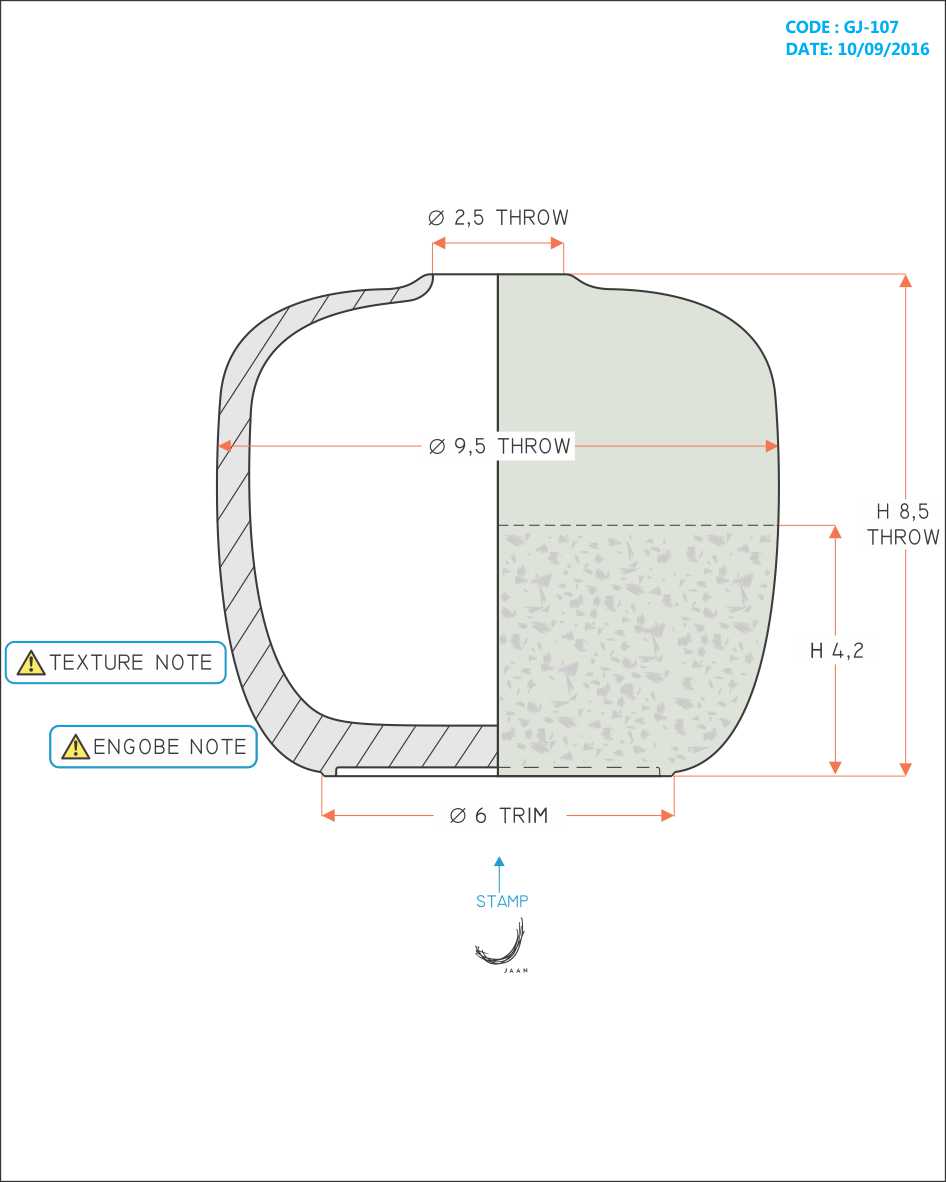 CODE : GJ-107
DATE: 10/09/2016
Ø 2,5 THROW
Ø 9,5 THROW
H 8,5
THROW
H 4,2
TEXTURE NOTE
ENGOBE NOTE
Ø 6 TRIM
STAMP
JAAN